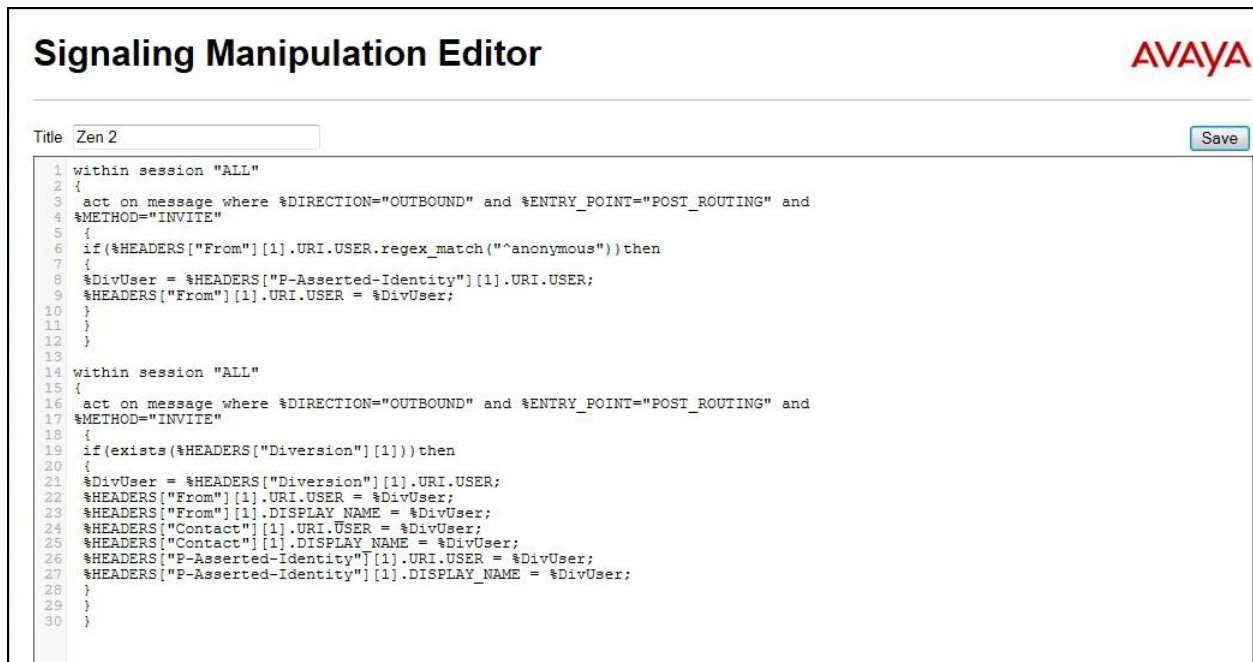 Signaling Manipulation Editor
AVAYA
Title Zen 2
Save
1 within session "ALL"
2 {
3 act on message where %DIRECTION="OUTBOUND" and %ENTRY_POINT="POST_ROUTING" and
4 %METHOD="INVITE"
5 {
6 if(%HEADERS["From"][1].URI.USER.regex_match("^anonymous"))then
7 {
8 %DivUser = %HEADERS["P-Asserted-Identity"][1].URI.USER;
9 %HEADERS["From"][1].URI.USER = %DivUser;
10 }
11 }
12 }
13
14 within session "ALL"
15 {
16 act on message where %DIRECTION="OUTBOUND" and %ENTRY_POINT="POST_ROUTING" and
17 %METHOD="INVITE"
18 {
19 if(exists(%HEADERS["Diversion"][1]))then
20 {
21 %DivUser = %HEADERS["Diversion"][1].URI.USER;
22 %HEADERS["From"][1].URI.USER = %DivUser;
23 %HEADERS["From"][1].DISPLAY_NAME = %DivUser;
24 %HEADERS["Contact"][1].URI.USER = %DivUser;
25 %HEADERS["Contact"][1].DISPLAY_NAME = %DivUser;
26 %HEADERS["P-Asserted-Identity"][1].URI.USER = %DivUser;
27 %HEADERS["P-Asserted-Identity"][1].DISPLAY_NAME = %DivUser;
28 }
29 }
30 }